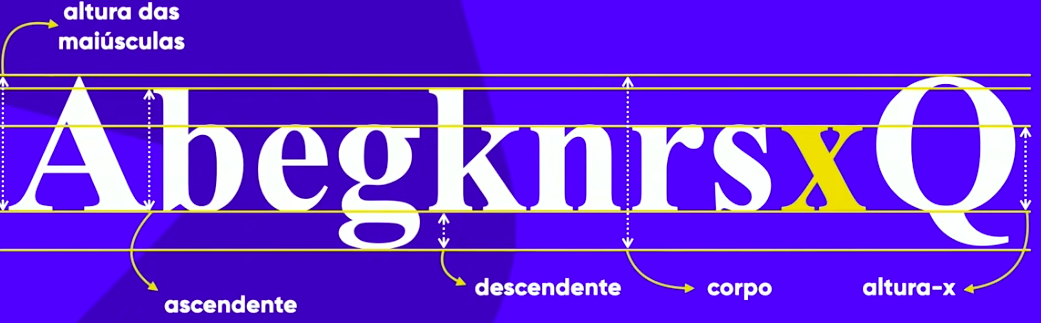 altura das
maiúsculas
AbegknrsxQ
ascendente
descendente
corpo
altura-x